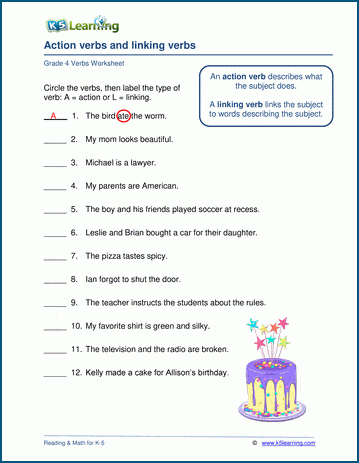 K5 Learning
Action verbs and linking verbs
Grade 4 Verbs Worksheet
Circle the verbs, then label the type of
verb: A = action or L = linking.
An action verb describes what
the subject does.
A linking verb links the subject
to words describing the subject.
A 1. The bird ate the worm.
_____ 2. My mom looks beautiful.
_____ 3. Michael is a lawyer.
_____ 4. My parents are American.
_____ 5. The boy and his friends played soccer at recess.
_____ 6. Leslie and Brian bought a car for their daughter.
_____ 7. The pizza tastes spicy.
_____ 8. Ian forgot to shut the door.
_____ 9. The teacher instructs the students about the rules.
_____ 10. My favorite shirt is green and silky.
_____ 11. The television and the radio are broken.
_____ 12. Kelly made a cake for Allison's birthday.
Reading & Math for K-5
© www.k5learning.com